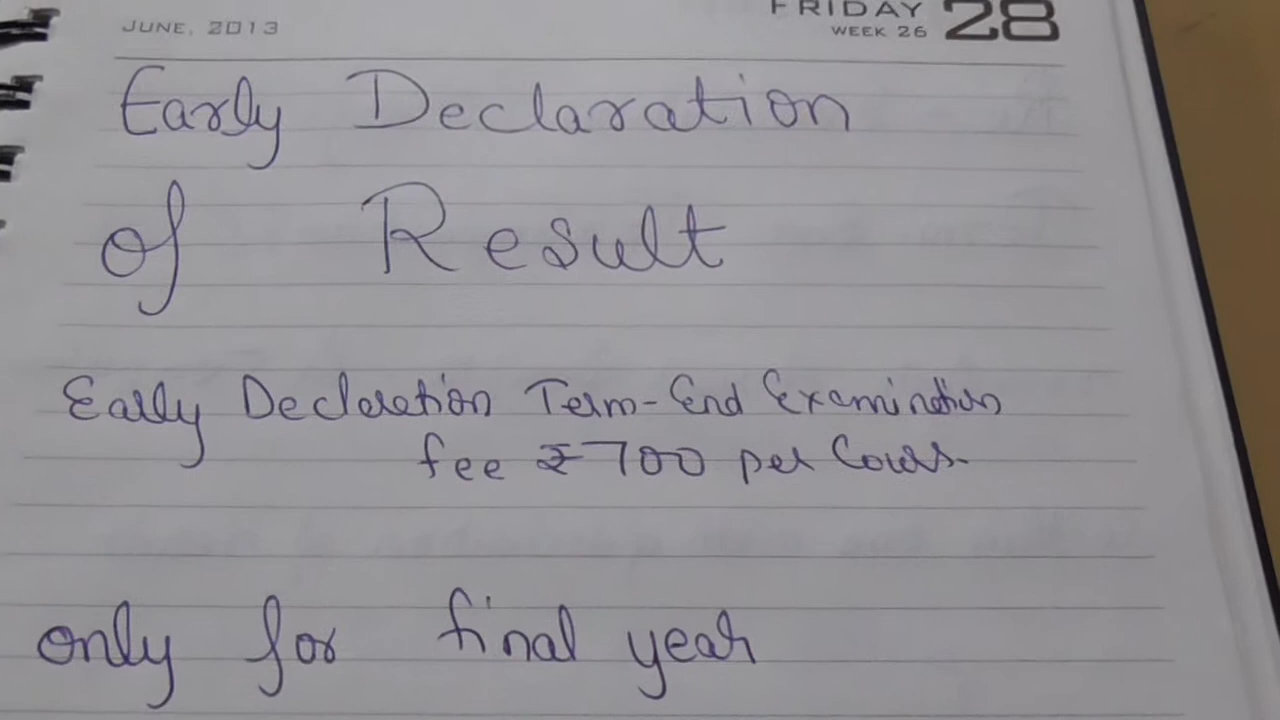 JUNE, 2013
FRIDAY 28
WEEK 26
Early Declaration
of Result
Early Declaration Term-End Examination
fee ₹700 per Cours.
only for final year